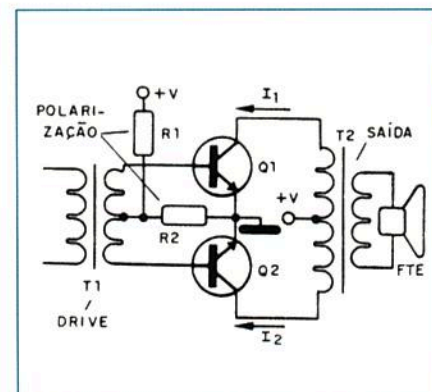 +V
I1
POLARI-
ZAÇÃO
R1
T2
SAÍDA
Q1
+V
R2
Q2
FTE
T1
/
DRIVE
I2